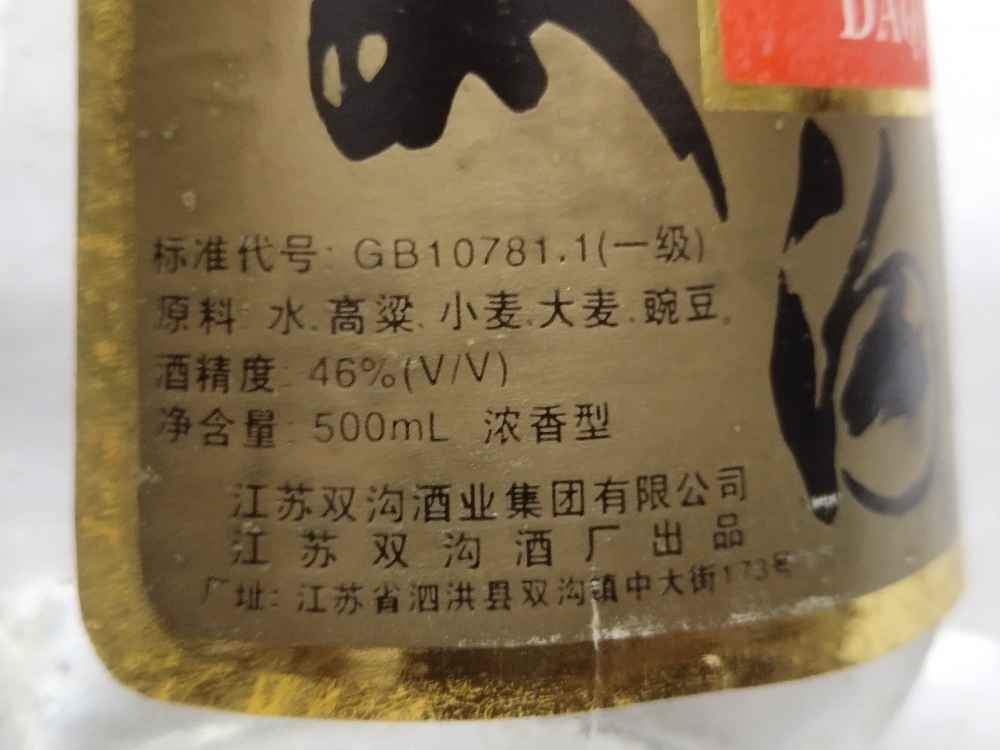 标准代号: GB10781.1(一级)
原料: 水、高粱、小麦、大麦、豌豆。
酒精度: 46%(V/V)
净含量: 500mL 浓香型
江苏双沟酒业集团有限公司
江苏双沟酒厂出品
厂址: 江苏省泗洪县双沟镇中大街173号